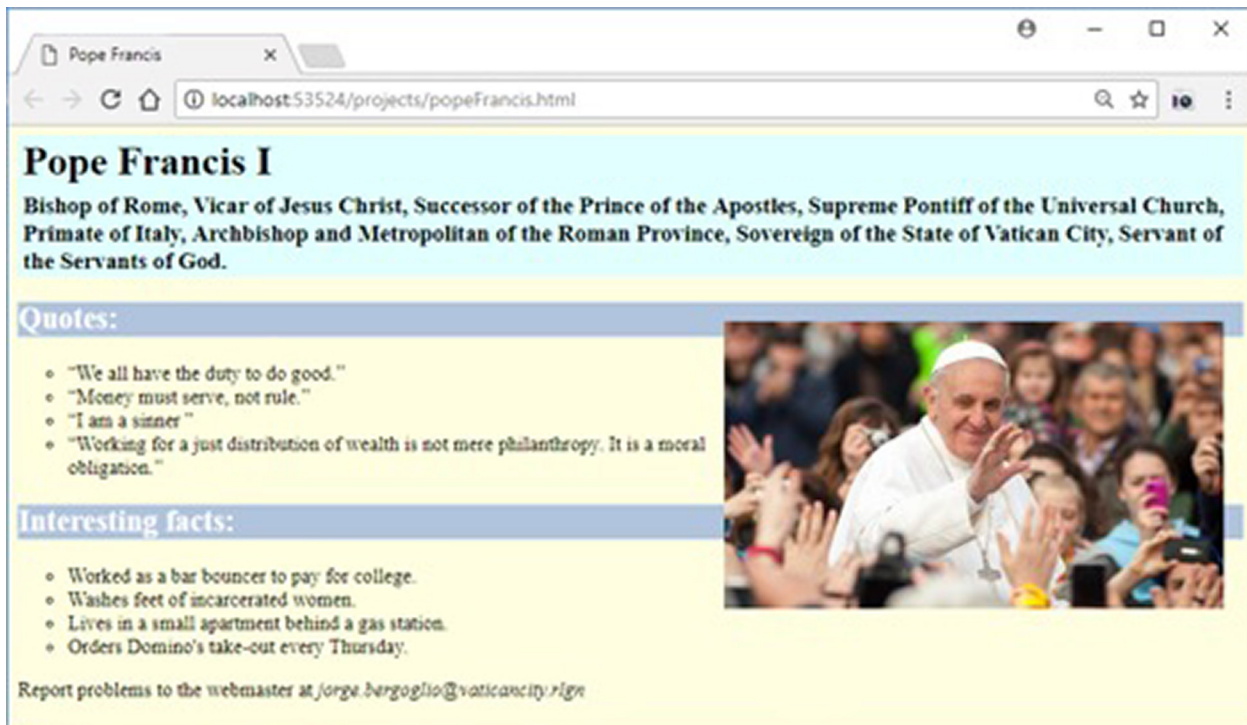 Pope Francis
localhost:53524/projects/popeFrancis.html
Pope Francis I
Bishop of Rome, Vicar of Jesus Christ, Successor of the Prince of the Apostles, Supreme Pontiff of the Universal Church,
Primate of Italy, Archbishop and Metropolitan of the Roman Province, Sovereign of the State of Vatican City, Servant of
the Servants of God.
Quotes:
“We all have the duty to do good.”
“Money must serve, not rule.”
“I am a sinner ”
“Working for a just distribution of wealth is not mere philanthropy. It is a moral
obligation.”
Interesting facts:
Worked as a bar bouncer to pay for college.
Washes feet of incarcerated women.
Lives in a small apartment behind a gas station.
Orders Domino's take-out every Thursday.
Report problems to the webmaster at jorge.bergoglio@vaticancity.rlgn